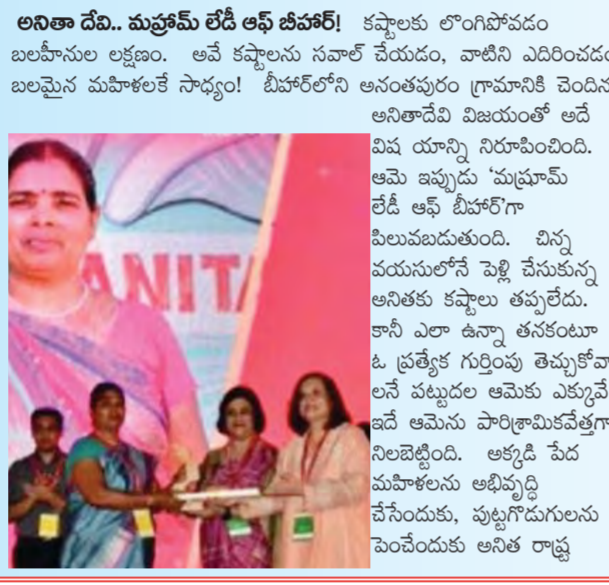 అనితా దేవి.. మహ్రామ్ లేడీ ఆఫ్ బీహార్! కష్టాలకు లొంగిపోవడం
బలహీనుల లక్షణం. అవే కష్టాలను సవాల్ చేయడం, వాటిని ఎదిరించడం
బలమైన మహిళలకే సాధ్యం! బీహార్‌లోని అనంతపురం గ్రామానికి చెందిన
అనితాదేవి విజయంతో అదే
విష యాన్ని నిరూపించింది.
ఆమె ఇప్పుడు ‘మష్రూమ్
లేడీ ఆఫ్ బీహార్’గా
పిలువబడుతుంది. చిన్న
వయసులోనే పెళ్లి చేసుకున్న
అనితకు కష్టాలు తప్పలేదు.
కానీ ఎలా ఉన్నా తనకంటూ
ఓ ప్రత్యేక గుర్తింపు తెచ్చుకోవా
లనే పట్టుదల ఆమెకు ఎక్కువే
ఇదే ఆమెను పారిశ్రామికవేత్తగా
నిలబెట్టింది. అక్కడి పేద
మహిళలను అభివృద్ధి
చేసేందుకు, పుట్టగొడుగులను
పెంచేందుకు అనిత రాష్ట్ర
ANITA